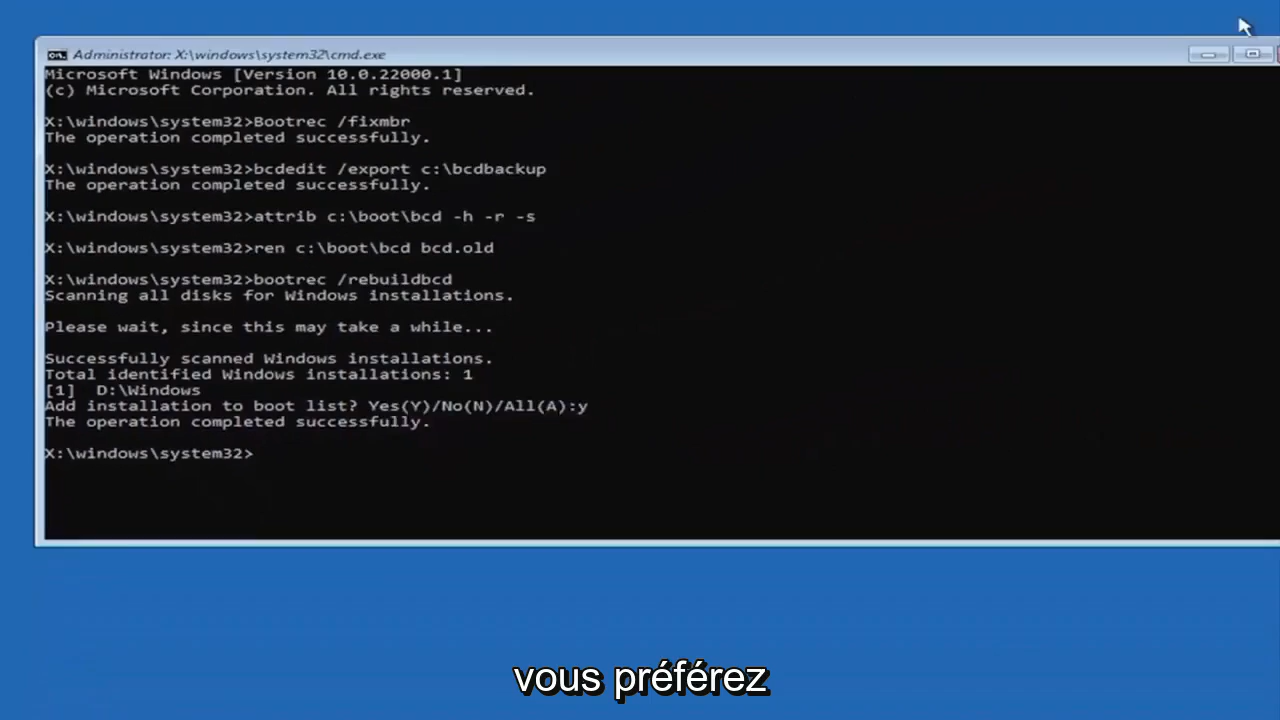 Administrator: X:\windows\system32\cmd.exe
Microsoft Windows [Version 10.0.22000.1]
(c) Microsoft Corporation. All rights reserved.
X:\windows\system32>Bootrec /fixmbr
The operation completed successfully.
X:\windows\system32>bcdedit /export c:\bcdbackup
The operation completed successfully.
X:\windows\system32>attrib c:\boot\bcd -h -r -s
X:\windows\system32>ren c:\boot\bcd bcd.old
X:\windows\system32>bootrec /rebuildbcd
Scanning all disks for Windows installations.
Please wait, since this may take a while...
Successfully scanned Windows installations.
Total identified Windows installations: 1
[1]  D:\Windows
Add installation to boot list? Yes(Y)/No(N)/All(A):y
The operation completed successfully.
X:\windows\system32>
vous préférez